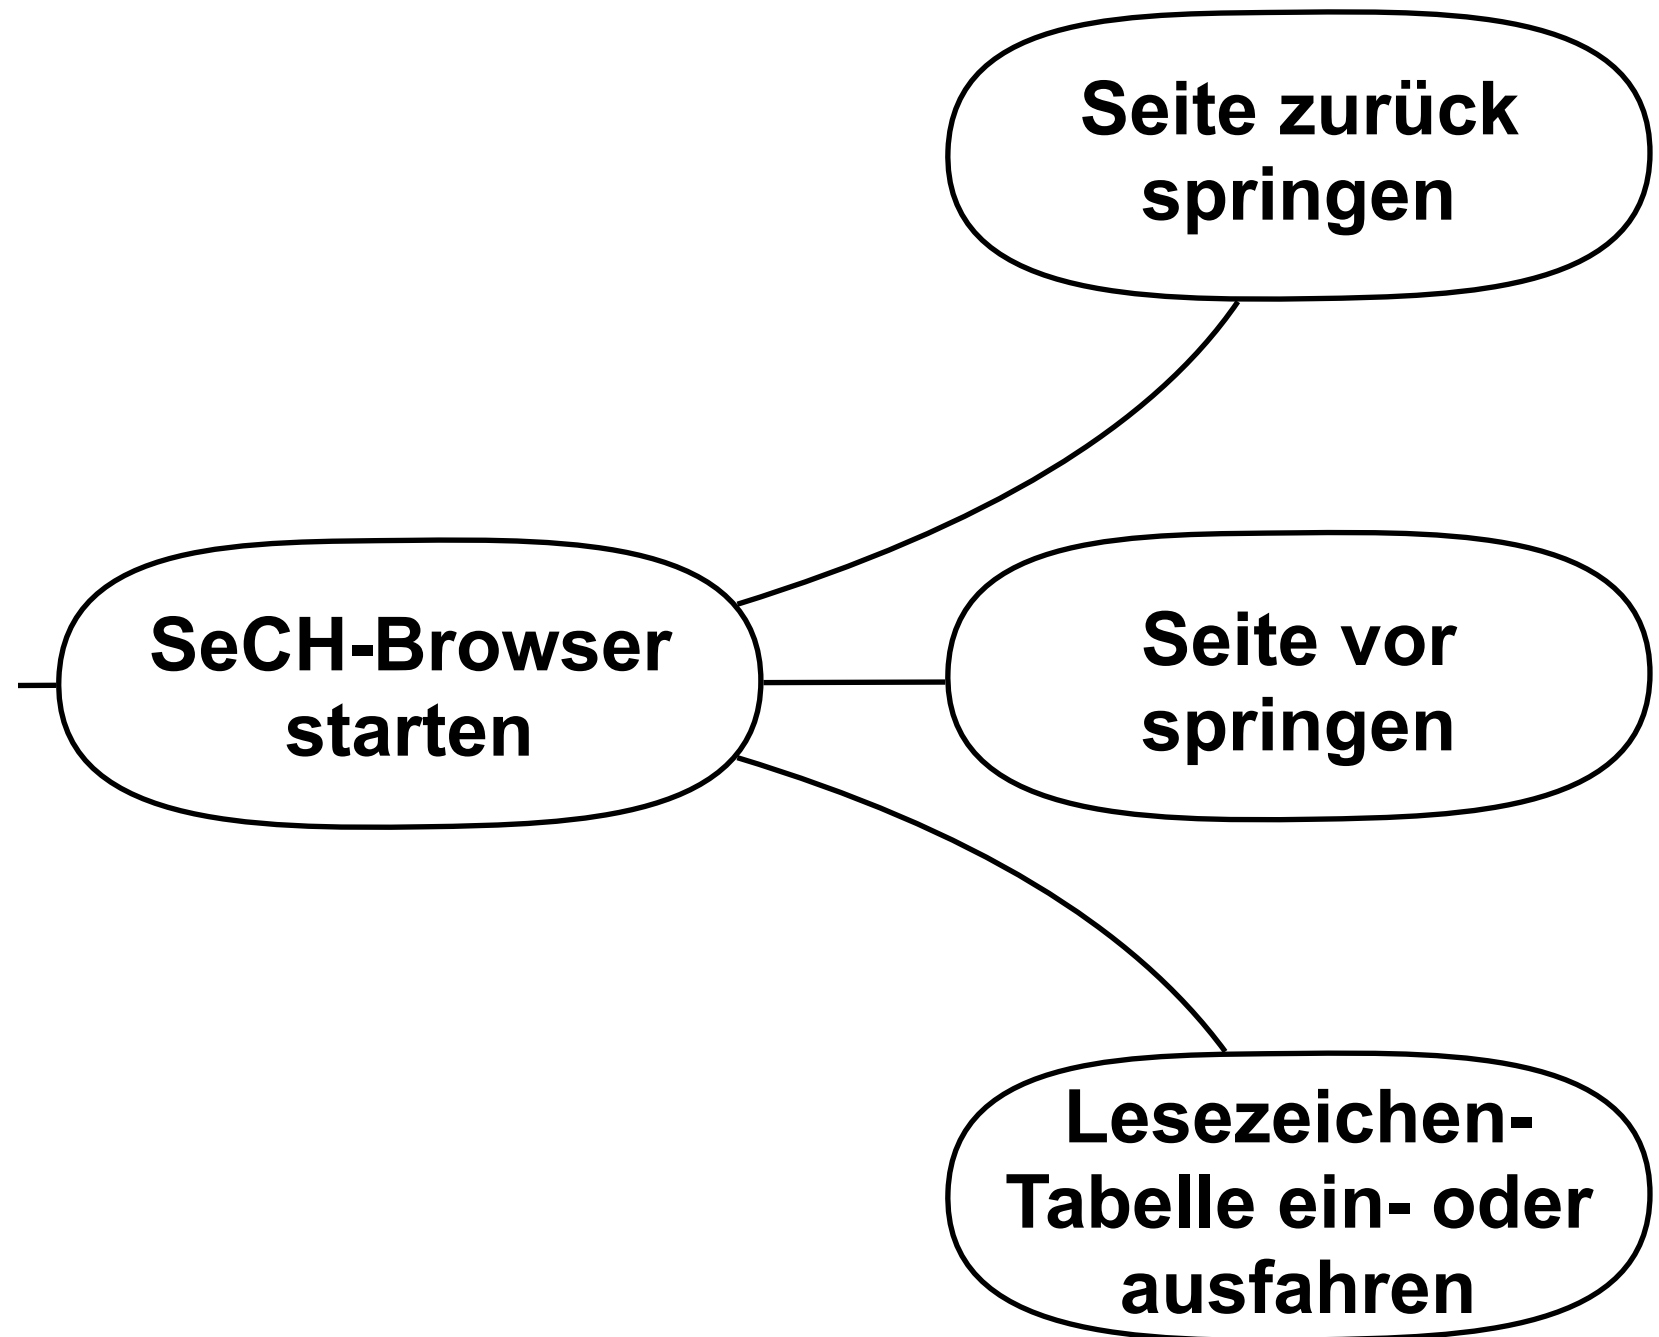 Seite zurück
springen
SeCH-Browser
starten
Seite vor
springen
Lesezeichen-
Tabelle ein- oder
ausfahren